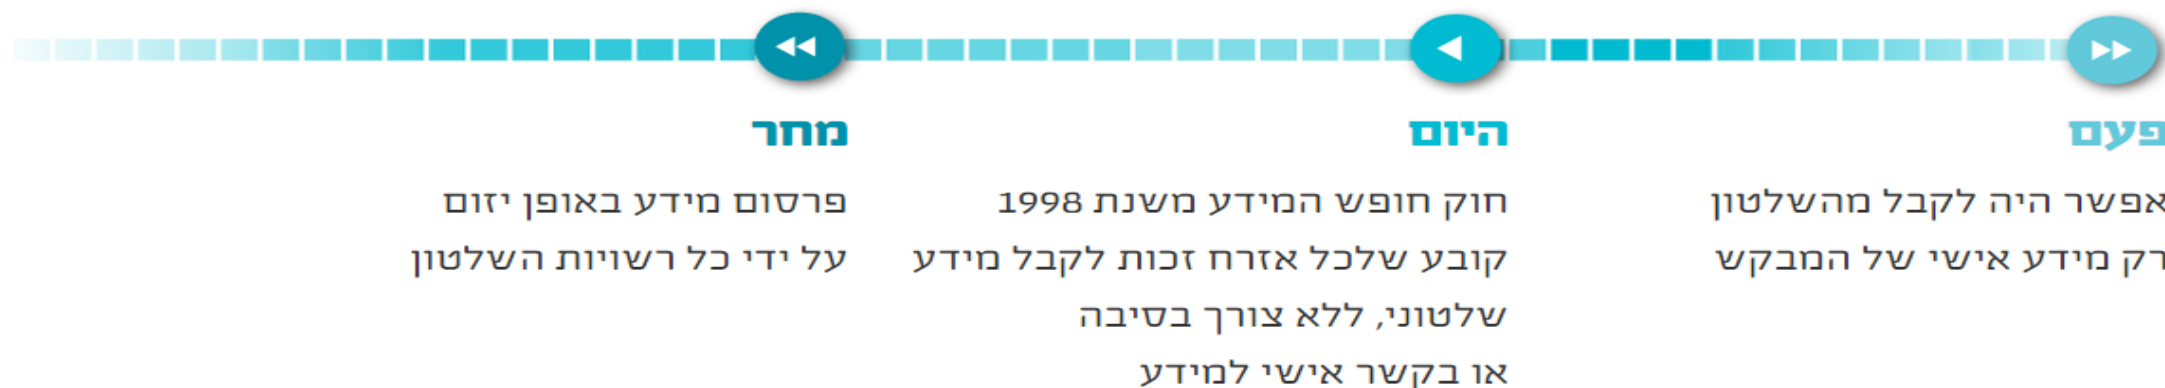 פעם
אפשר היה לקבל מהשלטון
רק מידע אישי של המבקש
היום
חוק חופש המידע משנת 1998
קובע שלכל אזרח זכות לקבל מידע
שלטוני, ללא צורך בסיבה
או בקשר אישי למידע
מחר
פרסום מידע באופן יזום
על ידי כל רשויות השלטון